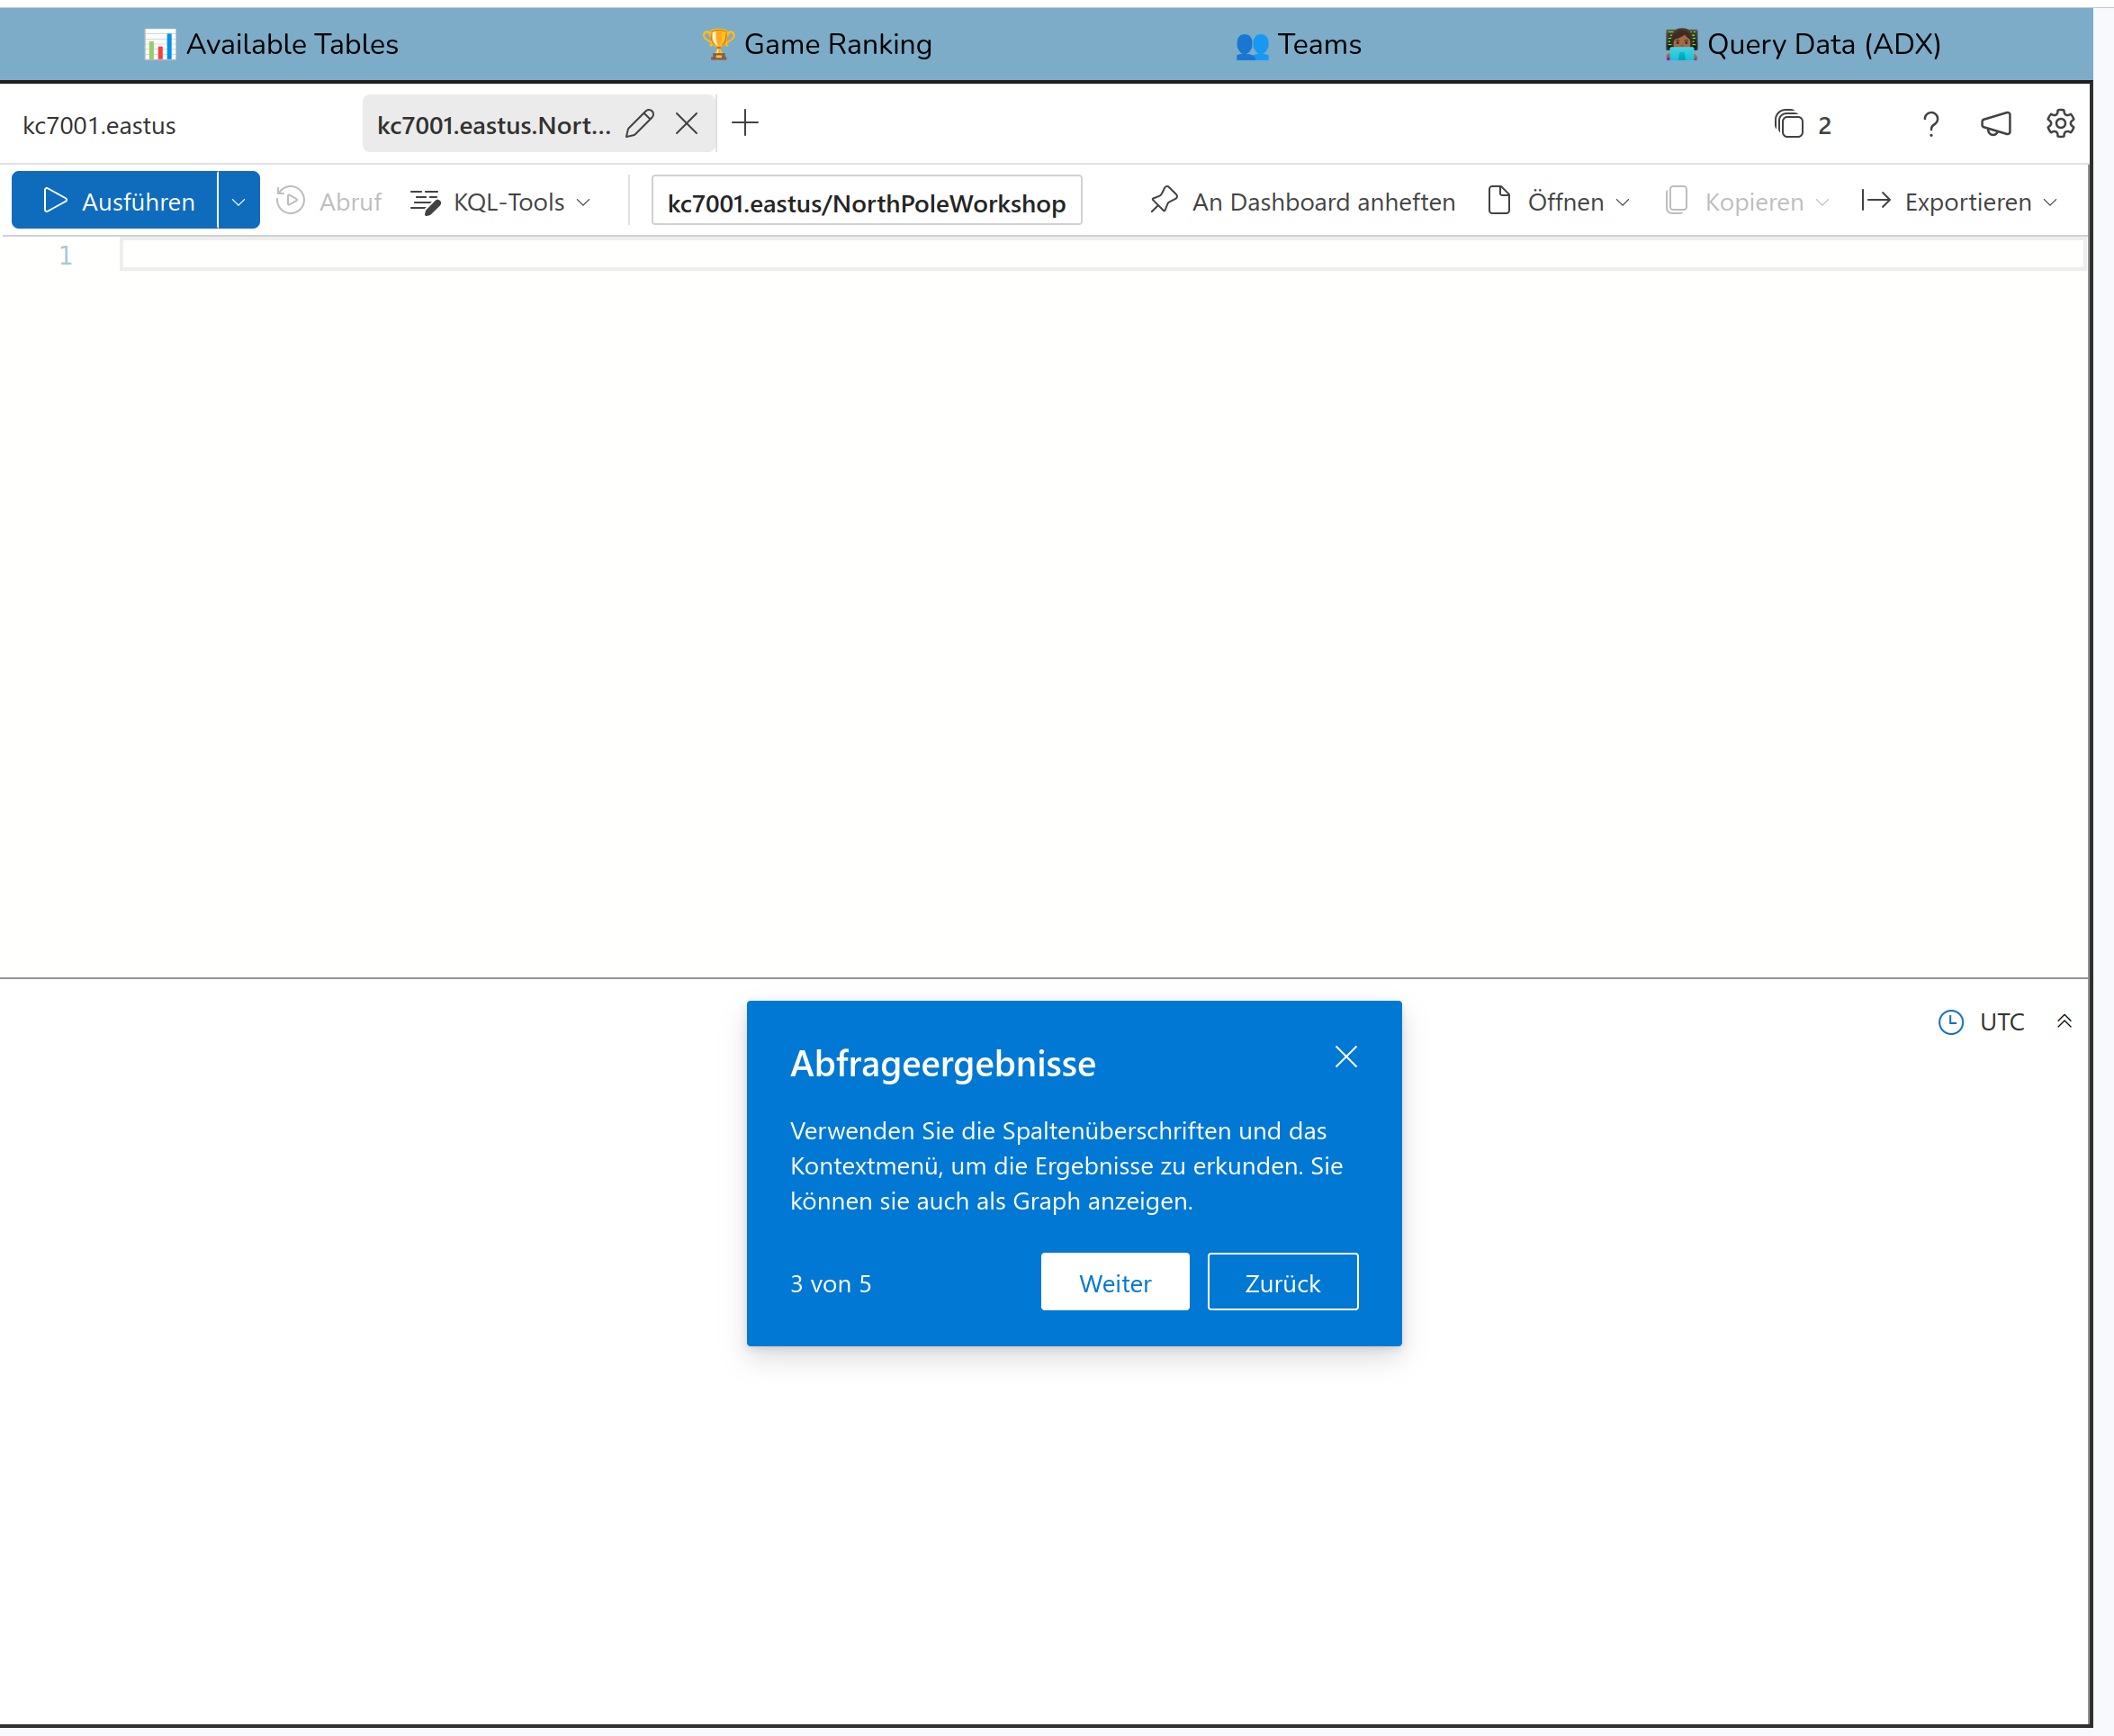 Available Tables
Game Ranking
Teams
Query Data (ADX)
kc7001.eastus
kc7001.eastus.Nort...
2
Ausführen
Abruf
KQL-Tools
kc7001.eastus/NorthPoleWorkshop
An Dashboard anheften
Öffnen
Kopieren
Exportieren
1
UTC
Abfrageergebnisse
Verwenden Sie die Spaltenüberschriften und das
Kontextmenü, um die Ergebnisse zu erkunden. Sie
können sie auch als Graph anzeigen.
3 von 5
Weiter
Zurück